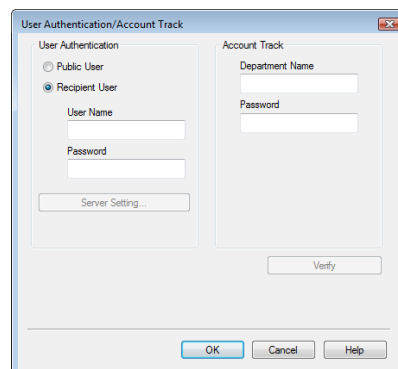 User Authentication/Account Track
User Authentication
Public User
Recipient User
User Name
Password
Server Setting...
Account Track
Department Name
Password
Verify
OK
Cancel
Help